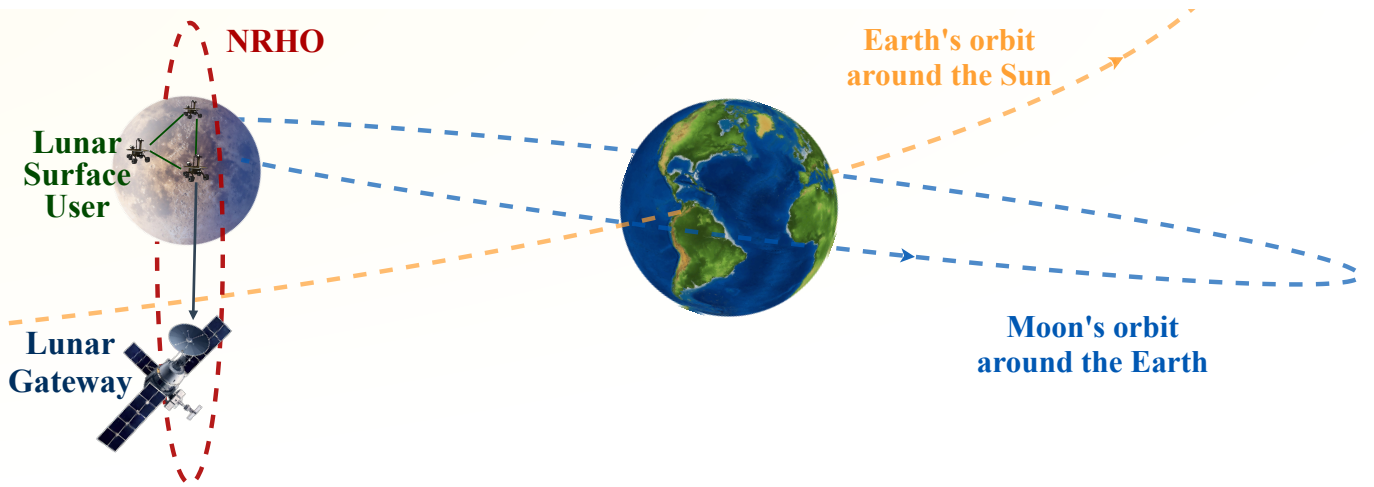 NRHO
Earth's orbit
around the Sun
Lunar
Surface
User
Lunar
Gateway
Moon's orbit
around the Earth